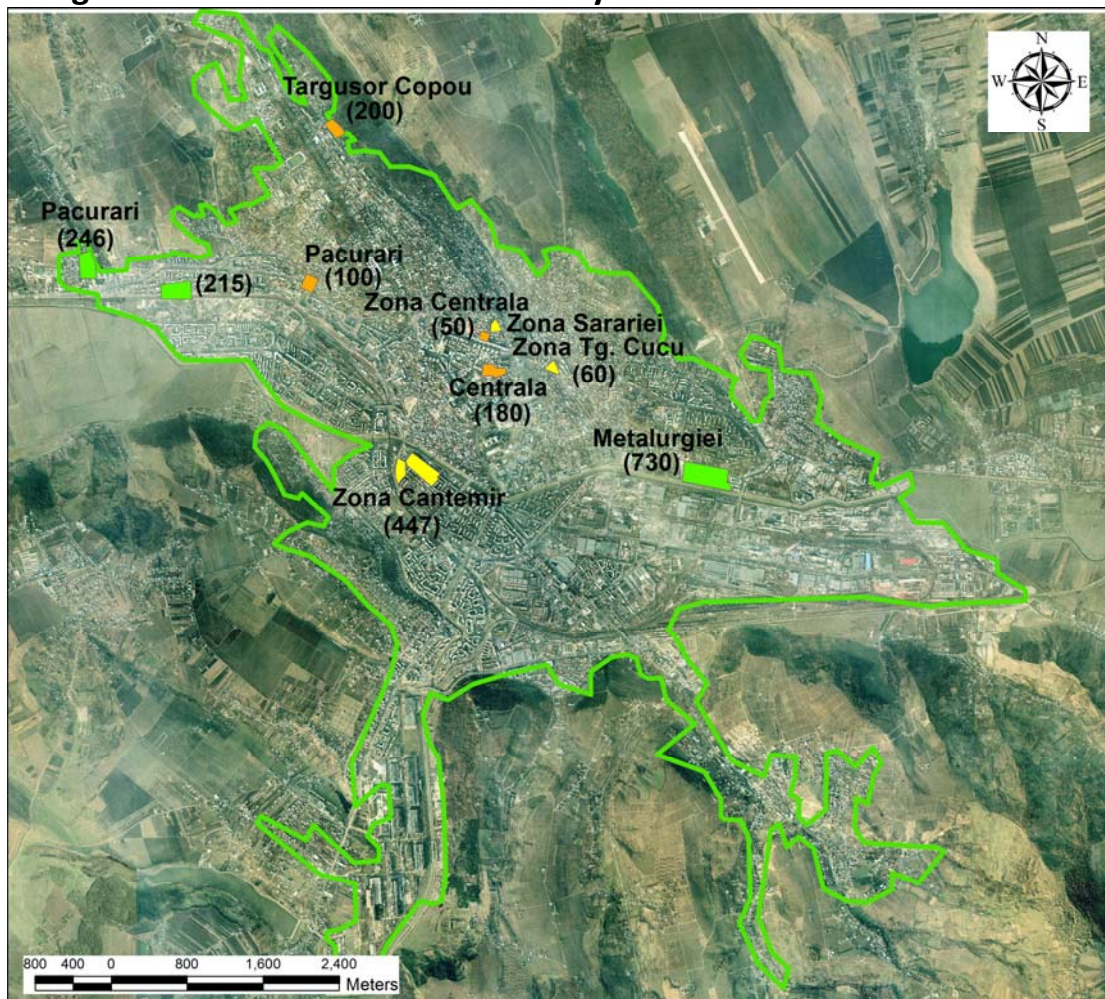 N
W E
S
Targusor Copou
(200)
Pacurari
(246)
(215)
Pacurari
(100)
Zona Centrala
(50)
Zona Sarariei
Zona Tg. Cucu
(60)
Centrala
(180)
Metalurgiei
(730)
Zona Cantemir
(447)
800 400 0 800 1,600 2,400
Meters